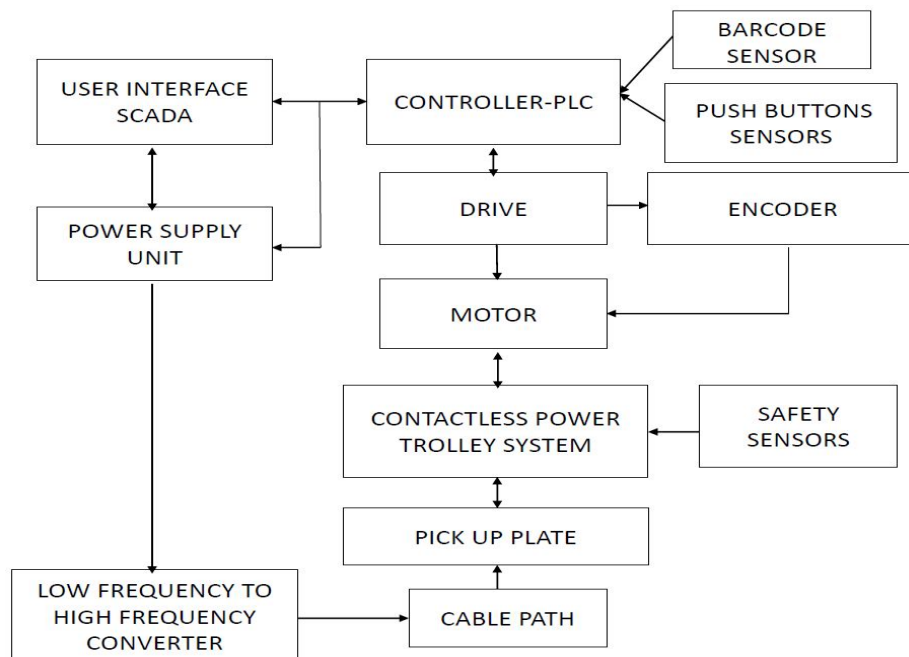 BARCODE
SENSOR
USER INTERFACE
SCADA
CONTROLLER-PLC
PUSH BUTTONS
SENSORS
DRIVE
ENCODER
POWER SUPPLY
UNIT
MOTOR
CONTACTLESS POWER
TROLLEY SYSTEM
SAFETY
SENSORS
PICK UP PLATE
LOW FREQUENCY TO
HIGH FREQUENCY
CONVERTER
CABLE PATH